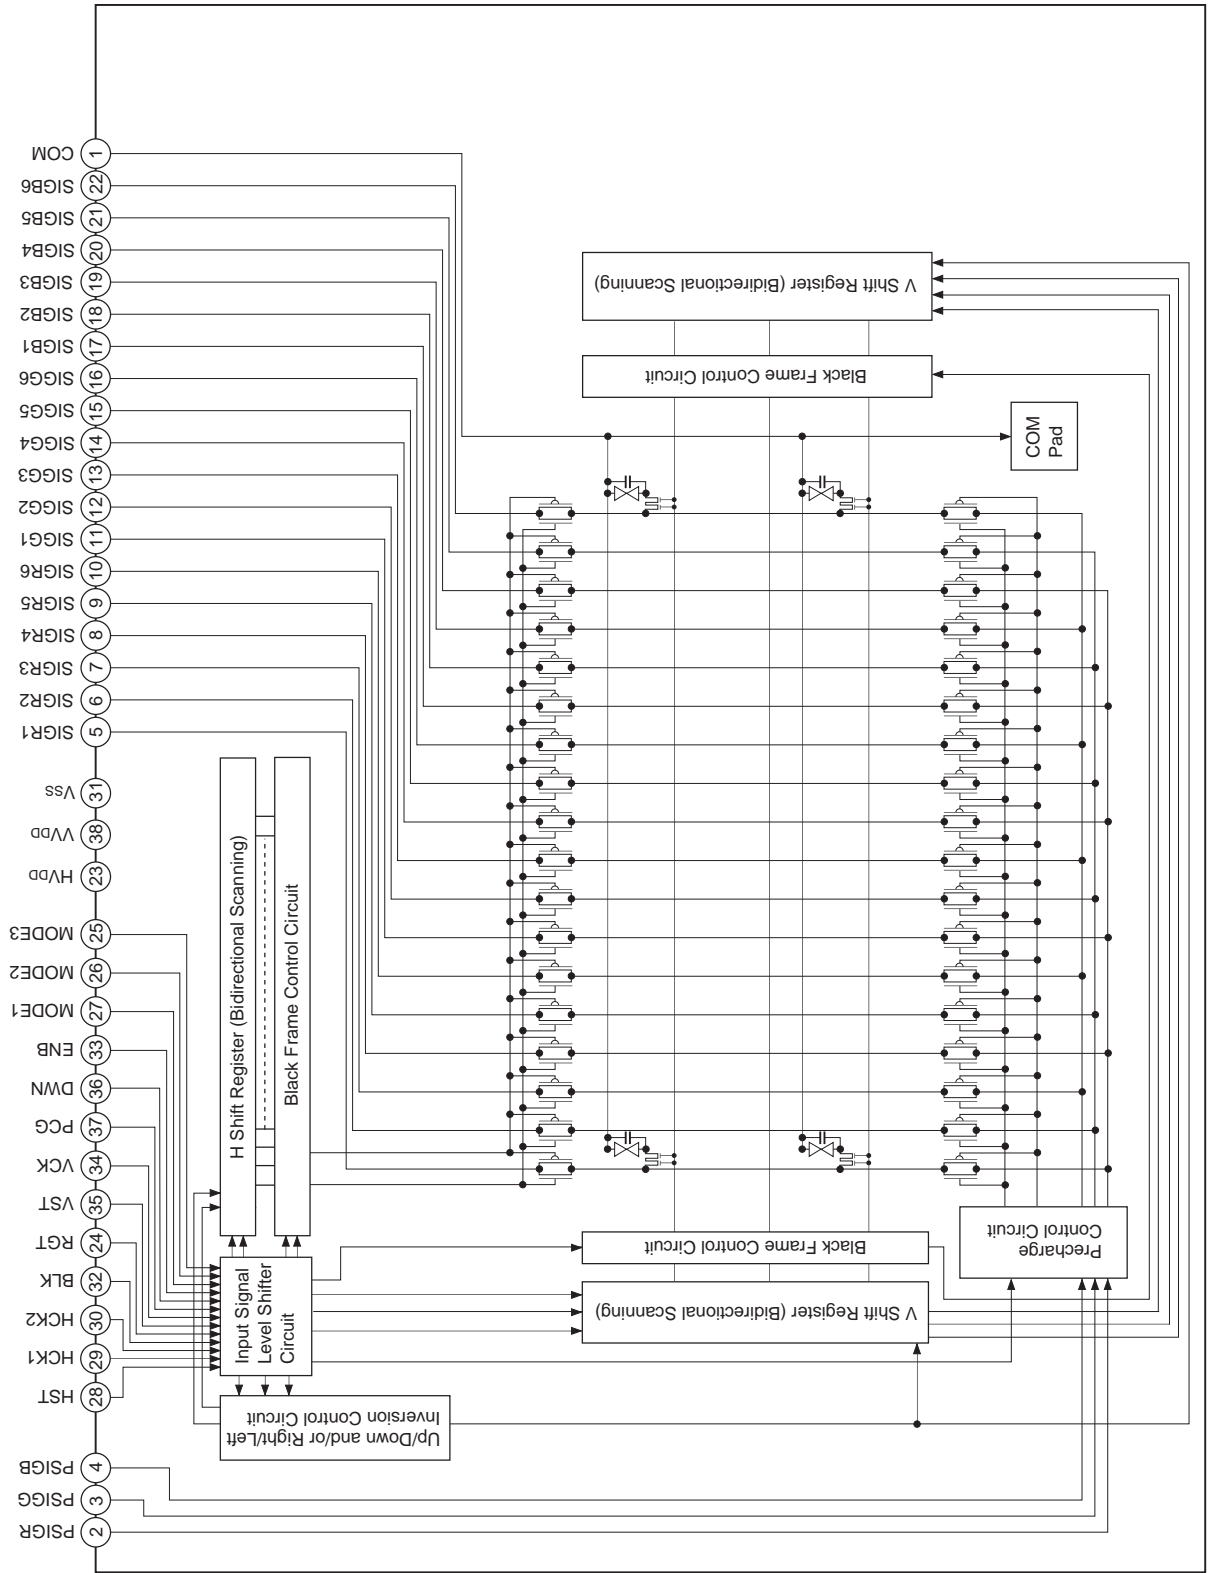 COM 1
SIGB6 22
SIGB5 21
SIGB4 20
SIGB3 19
SIGB2 18
SIGB1 17
SIGG6 16
SIGG5 15
SIGG4 14
SIGG3 13
SIGG2 12
SIGG1 11
SIGR6 10
SIGR5 9
SIGR4 8
SIGR3 7
SIGR2 6
SIGR1 5
VSS 31
VVDD 38
HVDD 23
MODE3 25
MODE2 26
MODE1 27
ENB 33
DWN 36
PCG 37
VCK 34
VST 35
RGT 24
BLK 32
HCK2 30
HCK1 29
HST 28
PSIGB 4
PSIGG 3
PSIGR 2
V Shift Register (Bidirectional Scanning)
Black Frame Control Circuit
COM
Pad
H Shift Register (Bidirectional Scanning)
Black Frame Control Circuit
Black Frame Control Circuit
V Shift Register (Bidirectional Scanning)
Precharge
Control Circuit
Input Signal
Level Shifter
Circuit
Up/Down and/or Right/Left
Inversion Control Circuit